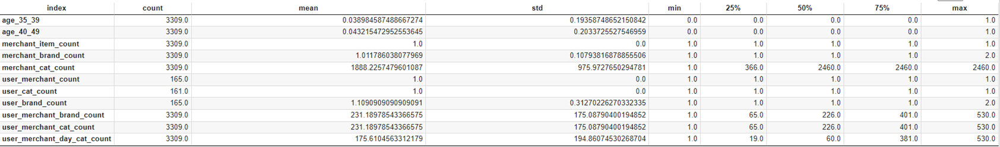 index count mean std min 25% 50% 75% max
age_35_39 3309.0 0.038984587488667274 0.19358748652150842 0.0 0.0 0.0 0.0 1.0
age_40_49 3309.0 0.043215472952553645 0.2033725527546959 0.0 0.0 0.0 0.0 1.0
merchant_item_count 3309.0 1.0 0.0 1.0 1.0 1.0 1.0 1.0
merchant_brand_count 3309.0 1.011786038077969 0.10793816878855506 1.0 1.0 1.0 1.0 2.0
merchant_cat_count 3309.0 1888.2257479601087 975.9727650294781 1.0 366.0 2460.0 2460.0 2460.0
user_merchant_count 165.0 1.0 0.0 1.0 1.0 1.0 1.0 1.0
user_cat_count 161.0 1.0 0.0 1.0 1.0 1.0 1.0 1.0
user_brand_count 165.0 1.1090909090909091 0.31270226270332335 1.0 1.0 1.0 1.0 2.0
user_merchant_brand_count 3309.0 231.18978543366575 175.08790400194852 1.0 65.0 226.0 401.0 530.0
user_merchant_cat_count 3309.0 231.18978543366575 175.08790400194852 1.0 65.0 226.0 401.0 530.0
user_merchant_day_cat_count 3309.0 175.6104563312179 194.86074530268704 1.0 19.0 60.0 381.0 530.0